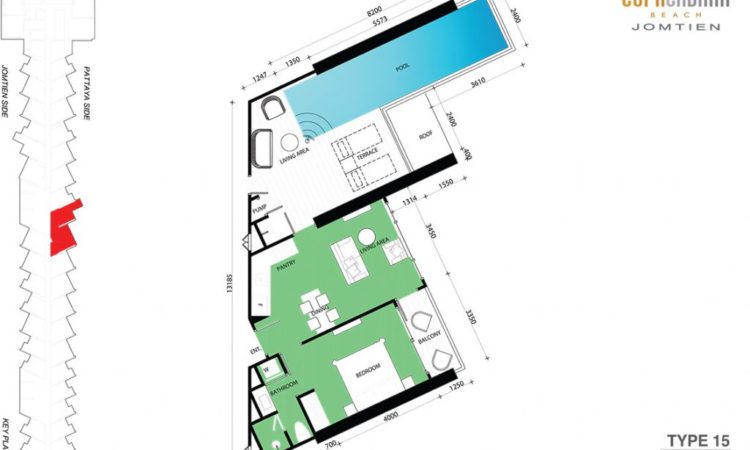 COPACABANA
BEACH
JOMTIEN
JOMTIEN SIDE
PATTAYA SIDE
8200
5573
1350
1247
2400
POOL
3610
LIVING AREA
TERRACE
ROOF
2400
400
1550
1314
PUMP
LIVING AREA
3450
PANTRY
13185
DINING
3350
ENT.
BALCONY
W
BEDROOM
BATHROOM
1250
4000
700
KEY PLA
TYPE 15